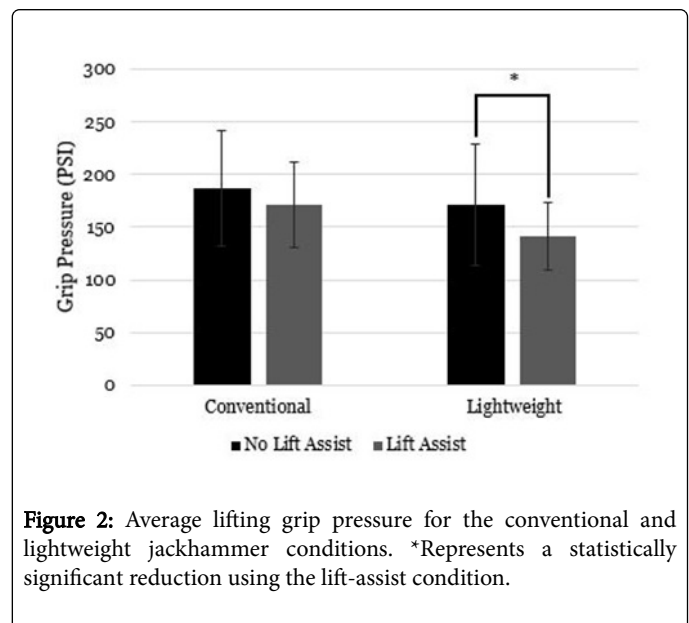 300
*
250
200
150
100
50
0
Grip Pressure (PSI)
Conventional
Lightweight
■ No Lift Assist ■ Lift Assist
Figure 2: Average lifting grip pressure for the conventional and
lightweight jackhammer conditions. *Represents a statistically
significant reduction using the lift-assist condition.